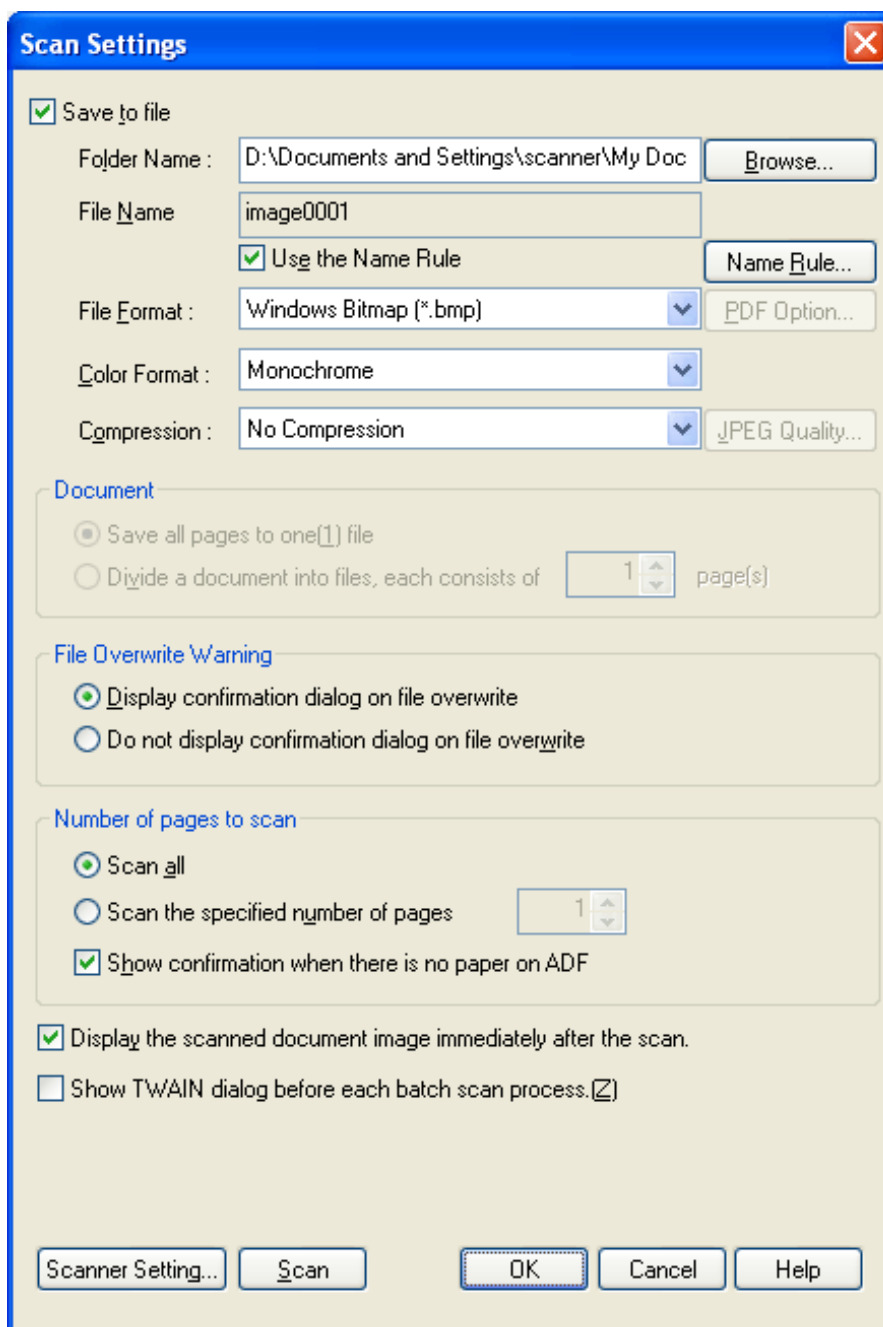 Scan Settings
Save to file
Folder Name : D:\Documents and Settings\scanner\My Doc Browse...
File Name image0001
Use the Name Rule Name Rule...
File Format : Windows Bitmap (*.bmp) PDF Option...
Color Format : Monochrome
Compression : No Compression JPEG Quality...
Document
Save all pages to one(1) file
Divide a document into files, each consists of 1 page(s)
File Overwrite Warning
Display confirmation dialog on file overwrite
Do not display confirmation dialog on file overwrite
Number of pages to scan
Scan all
Scan the specified number of pages 1
Show confirmation when there is no paper on ADF
Display the scanned document image immediately after the scan.
Show TWAIN dialog before each batch scan process.(Z)
Scanner Setting... Scan OK Cancel Help